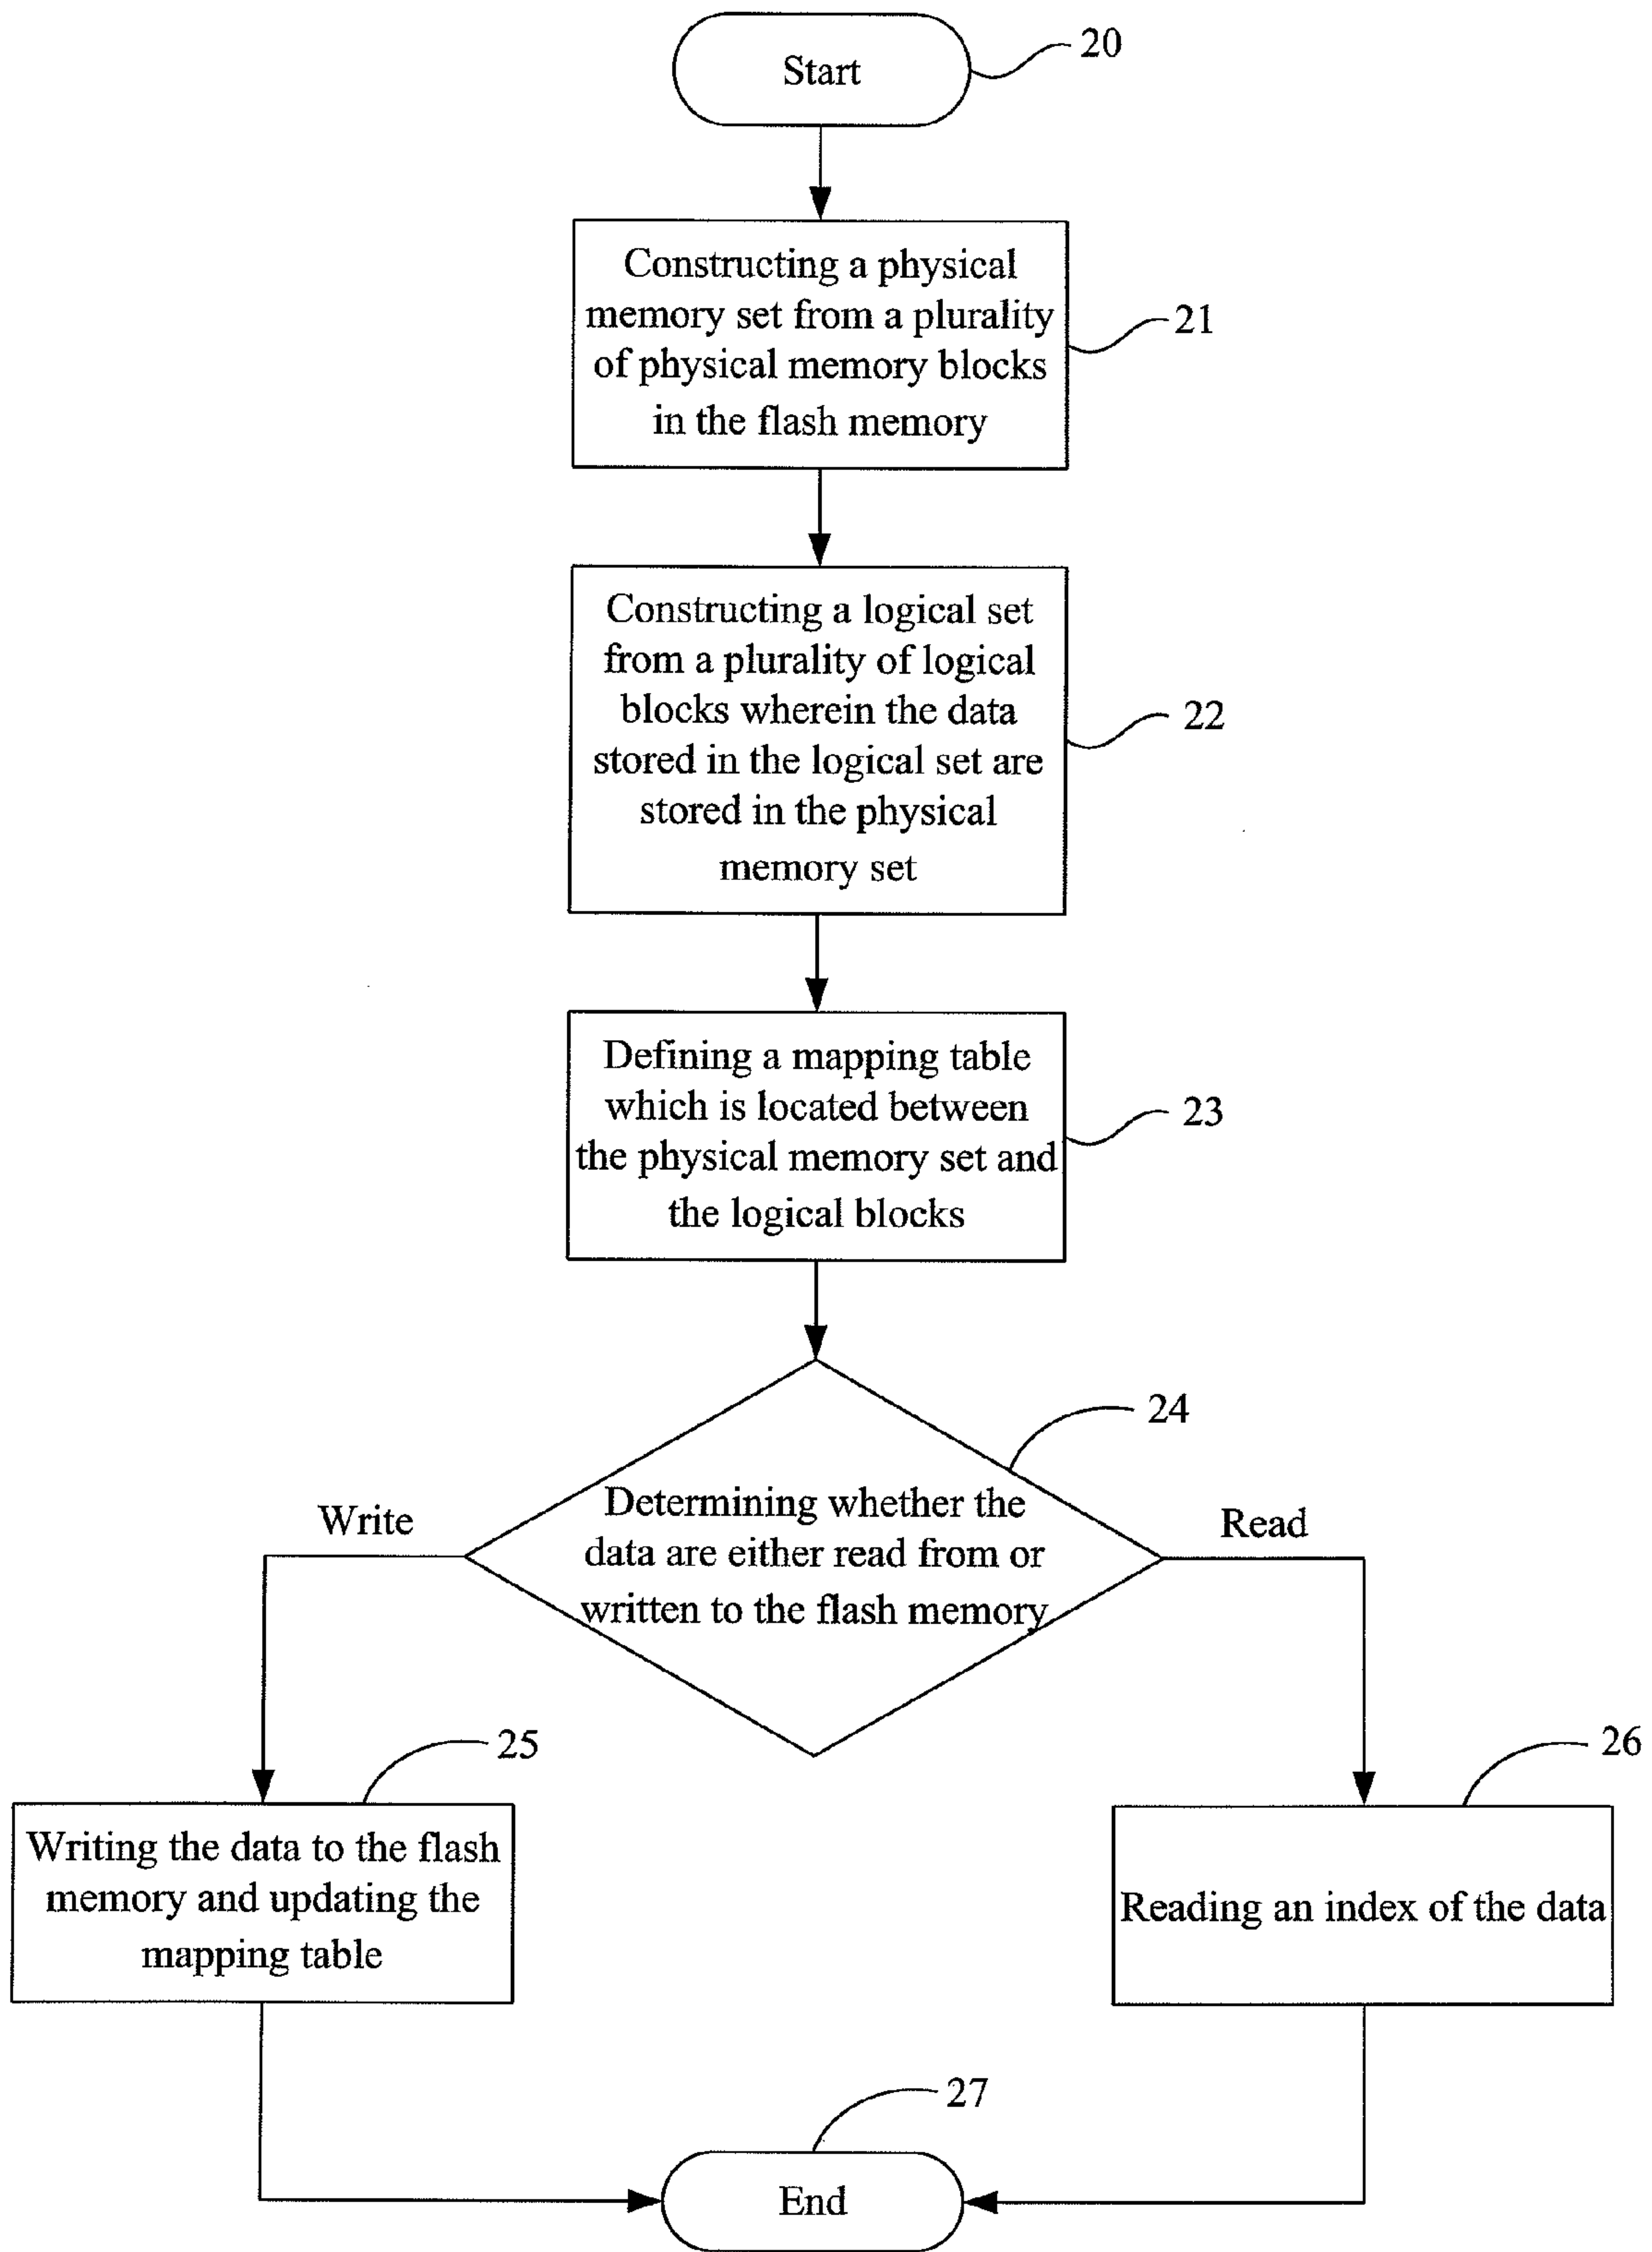 Start
20
Constructing a physical
memory set from a plurality
of physical memory blocks
in the flash memory
21
Constructing a logical set
from a plurality of logical
blocks wherein the data
stored in the logical set are
stored in the physical
memory set
22
Defining a mapping table
which is located between
the physical memory set and
the logical blocks
23
24
Write
Determining whether the
data are either read from or
written to the flash memory
Read
25
Writing the data to the flash
memory and updating the
mapping table
26
Reading an index of the data
27
End